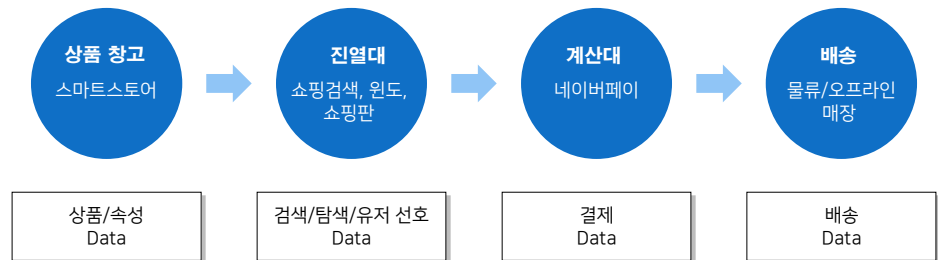 상품 창고
스마트스토어
진열대
쇼핑검색, 윈도,
쇼핑판
계산대
네이버페이
배송
물류/오프라인
매장
상품/속성
Data
검색/탐색/유저 선호
Data
결제
Data
배송
Data